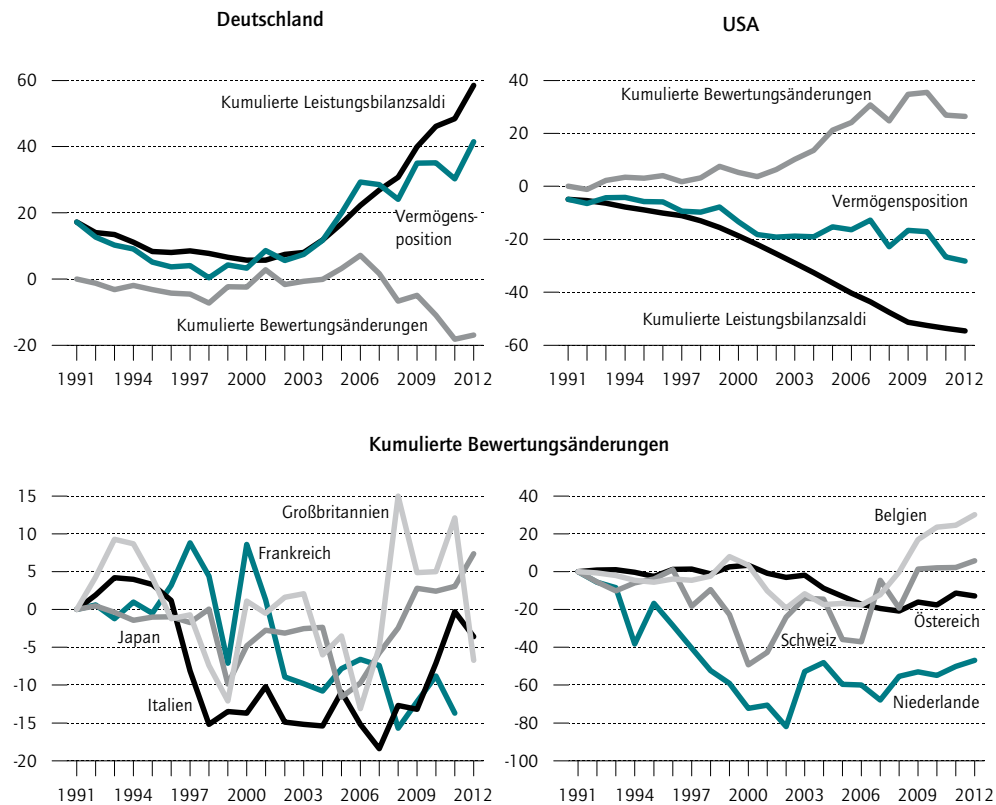 Deutschland
60
40
20
0
-20
Kumulierte Leistungsbilanzsaldi
Vermögens-
position
Kumulierte Bewertungsänderungen
1991 1994 1997 2000 2003 2006 2009 2012
USA
40
20
0
-20
-40
-60
Kumulierte Bewertungsänderungen
Vermögensposition
Kumulierte Leistungsbilanzsaldi
1991 1994 1997 2000 2003 2006 2009 2012
Kumulierte Bewertungsänderungen
15
10
5
0
-5
-10
-15
-20
Großbritannien
Frankreich
Japan
Italien
1991 1994 1997 2000 2003 2006 2009 2012
40
20
0
-20
-40
-60
-80
-100
Belgien
Östereich
Schweiz
Niederlande
1991 1994 1997 2000 2003 2006 2009 2012